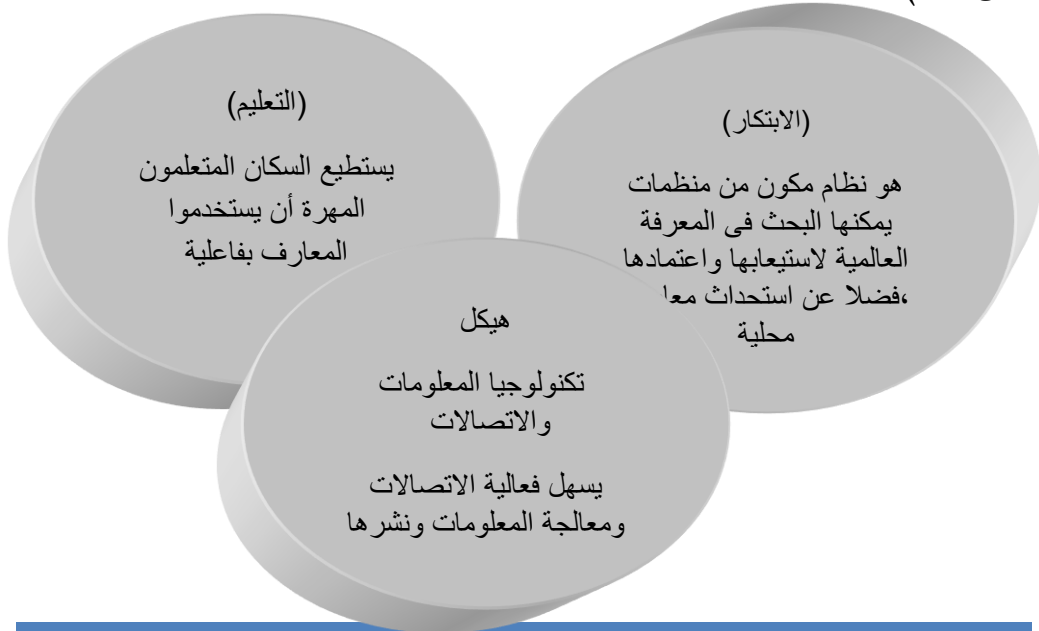 (الابتكار)
هو نظام مكون من منظمات
يمكنها البحث فى المعرفة
العالمية لاستيعابها واعتمادها
،فضلا عن استحداث
محلية
(التعليم)
يستطيع السكان المتعلمون
المهرة أن يستخدموا
المعارف بفاعلية
هيكل
تكنولوجيا المعلومات
والاتصالات
يسهل فعالية الاتصالات
ومعالجة المعلومات ونشرها